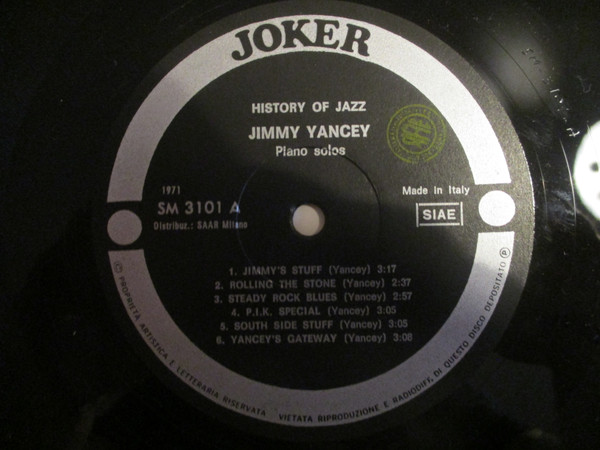 JOKER
HISTORY OF JAZZ
JIMMY YANCEY
Piano solos
1971
SM 3101 A
Distribuz.: SAAR Milano
Made in Italy
SIAE
1. JIMMY'S STUFF (Yancey) 3:17
2. ROLLING THE STONE (Yancey) 2:37
3. STEADY ROCK BLUES (Yancey) 2:57
4. P.I.K. SPECIAL (Yancey) 3:05
5. SOUTH SIDE STUFF (Yancey) 3:05
6. YANCEY'S GATEWAY (Yancey) 3:08
© PROPRIETÀ ARTISTICA E LETTERARIA RISERVATA VIETATA RIPRODUZIONE E RADIODIFF. DI QUESTO DISCO DEPOSITATO ℗